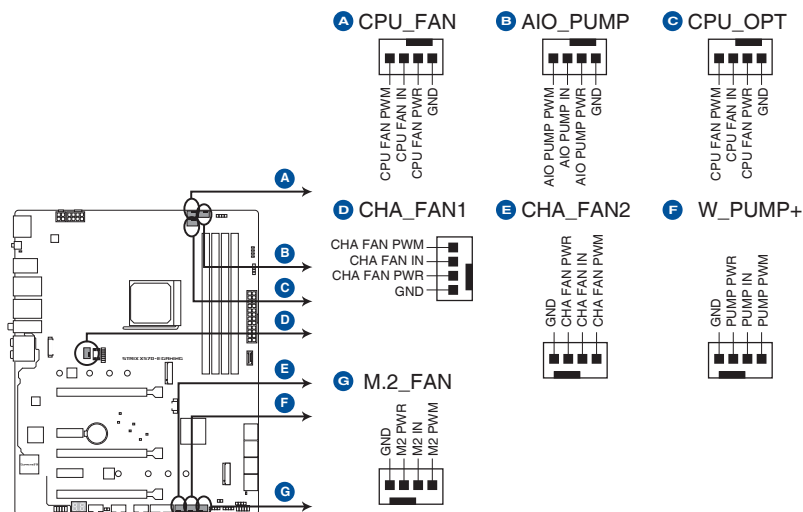 A CPU_FAN
CPU FAN PWM
CPU FAN IN
CPU FAN PWR
GND
B AIO_PUMP
AIO PUMP PWM
AIO PUMP IN
AIO PUMP PWR
GND
C CPU_OPT
CPU FAN PWM
CPU FAN IN
CPU FAN PWR
GND
D CHA_FAN1
CHA FAN PWM
CHA FAN IN
CHA FAN PWR
GND
E CHA_FAN2
GND
CHA FAN PWR
CHA FAN IN
CHA FAN PWM
F W_PUMP+
GND
PUMP PWR
PUMP IN
PUMP PWM
G M.2_FAN
GND
M2 PWR
M2 IN
M2 PWM
A
B
C
D
E
F
G
STRIX X570-E GAMING